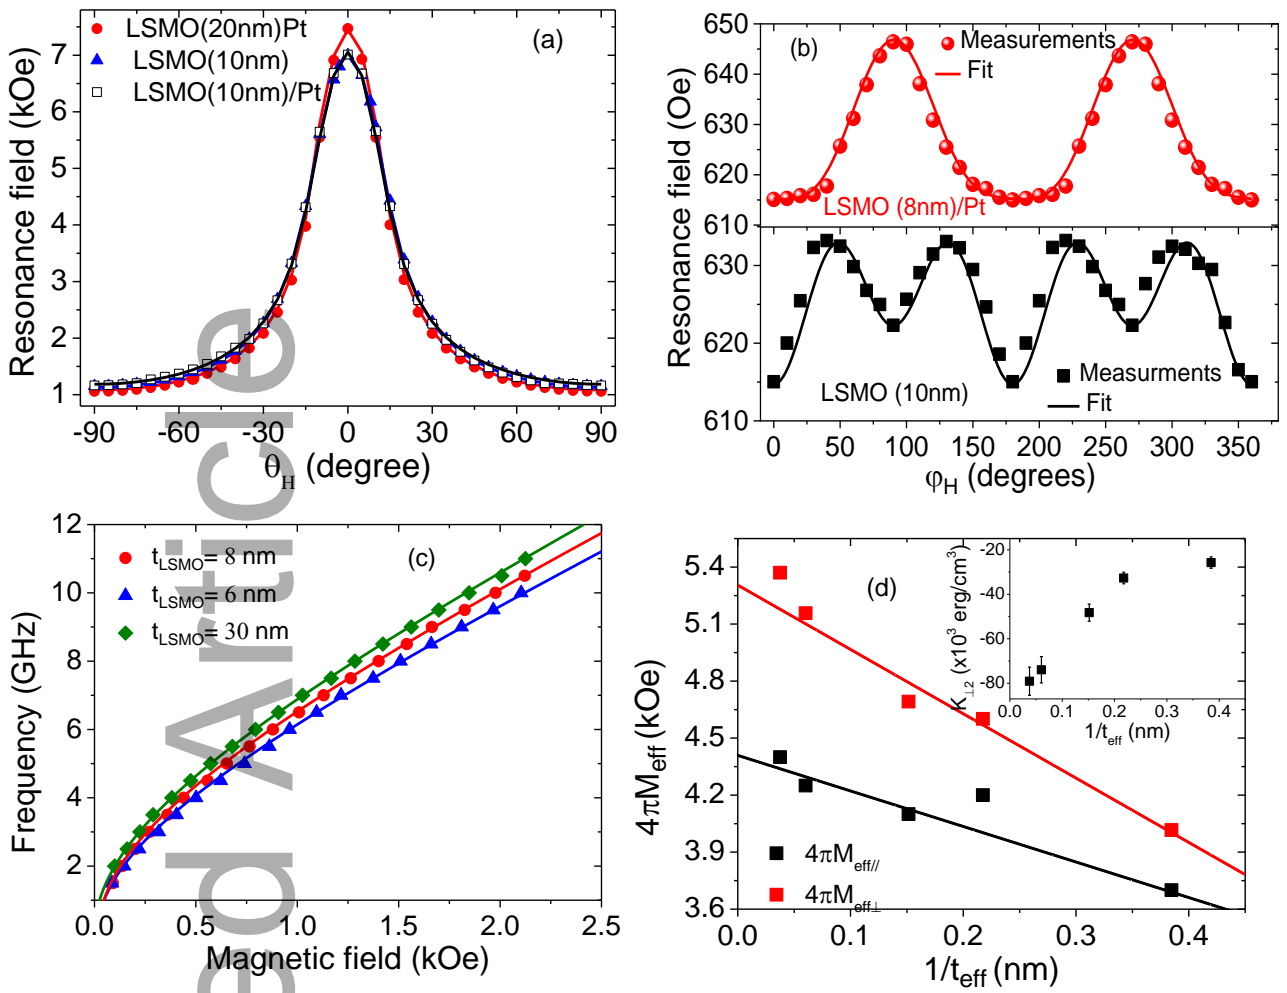 LSMO(20nm)Pt
LSMO(10nm)
LSMO(10nm)/Pt
(a)
Resonance field (kOe)
7
6
5
4
3
2
1
-90 -60 -30 0 30 60 90
θH (degree)
(b)
Measurements
Fit
650
640
630
620
610
LSMO (8nm)/Pt
Resonance field (Oe)
630
620
610
LSMO (10nm)
Measurments
Fit
0 50 100 150 200 250 300 350
φH (degrees)
12
10
8
6
4
2
tLSMO= 8 nm
tLSMO= 6 nm
tLSMO= 30 nm
(c)
Frequency (GHz)
0.0 0.5 1.0 1.5 2.0 2.5
Magnetic field (kOe)
5.4
5.1
4.8
4.5
4.2
3.9
3.6
(d)
4πMeff (kOe)
4πMeff//
4πMeff⊥
0.0 0.1 0.2 0.3 0.4
1/teff (nm)
-20
-40
-60
-80
K⊥2 (x10³ erg/cm³)
0.0 0.1 0.2 0.3 0.4
1/teff (nm)
ed Article